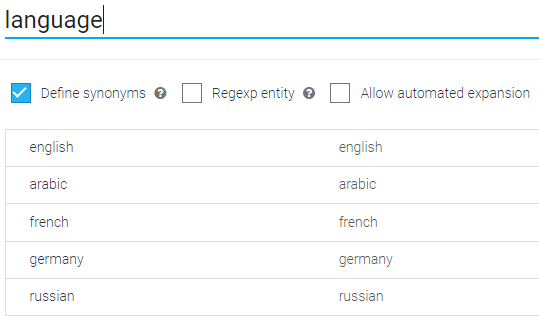 language
Define synonyms ? Regexp entity ? Allow automated expansion
english english
arabic arabic
french french
germany germany
russian russian